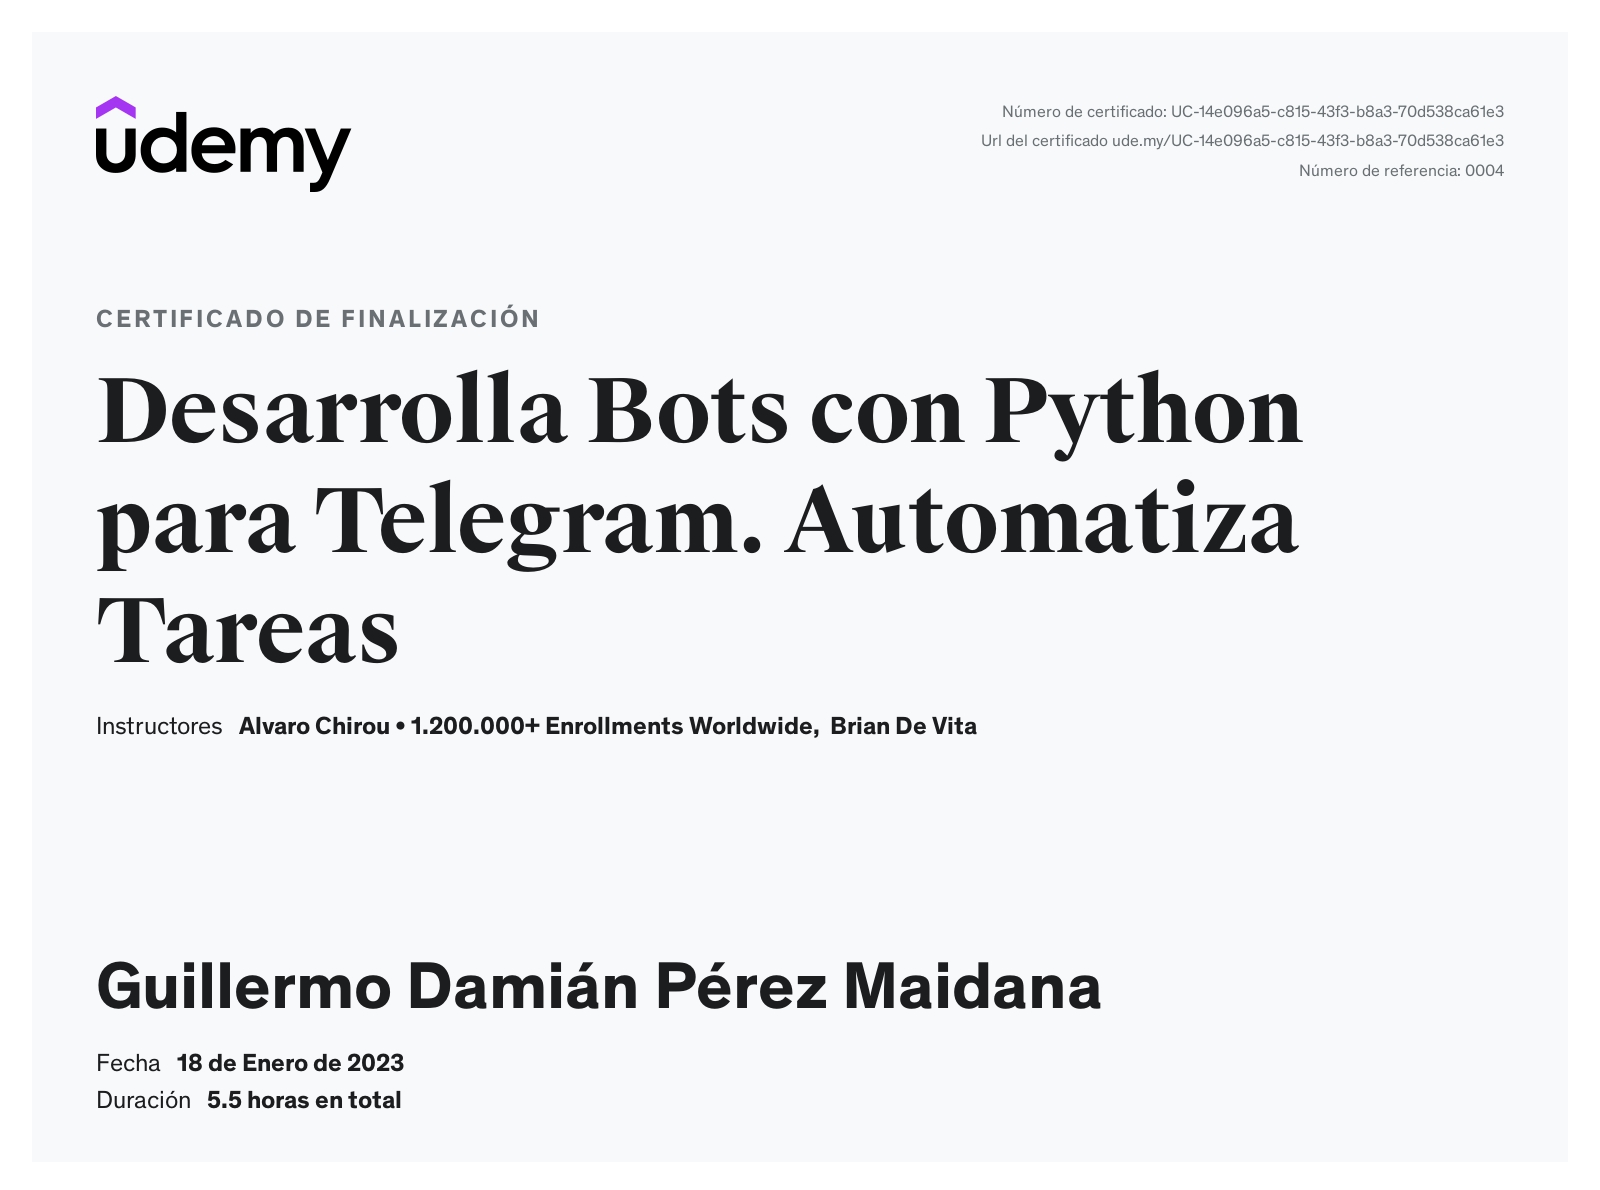 udemy
Número de certificado: UC-14e096a5-c815-43f3-b8a3-70d538ca61e3
Url del certificado ude.my/UC-14e096a5-c815-43f3-b8a3-70d538ca61e3
Número de referencia: 0004
CERTIFICADO DE FINALIZACIÓN
Desarrolla Bots con Python
para Telegram. Automatiza
Tareas
Instructores Alvaro Chirou • 1.200.000+ Enrollments Worldwide, Brian De Vita
Guillermo Damián Pérez Maidana
Fecha 18 de Enero de 2023
Duración 5.5 horas en total